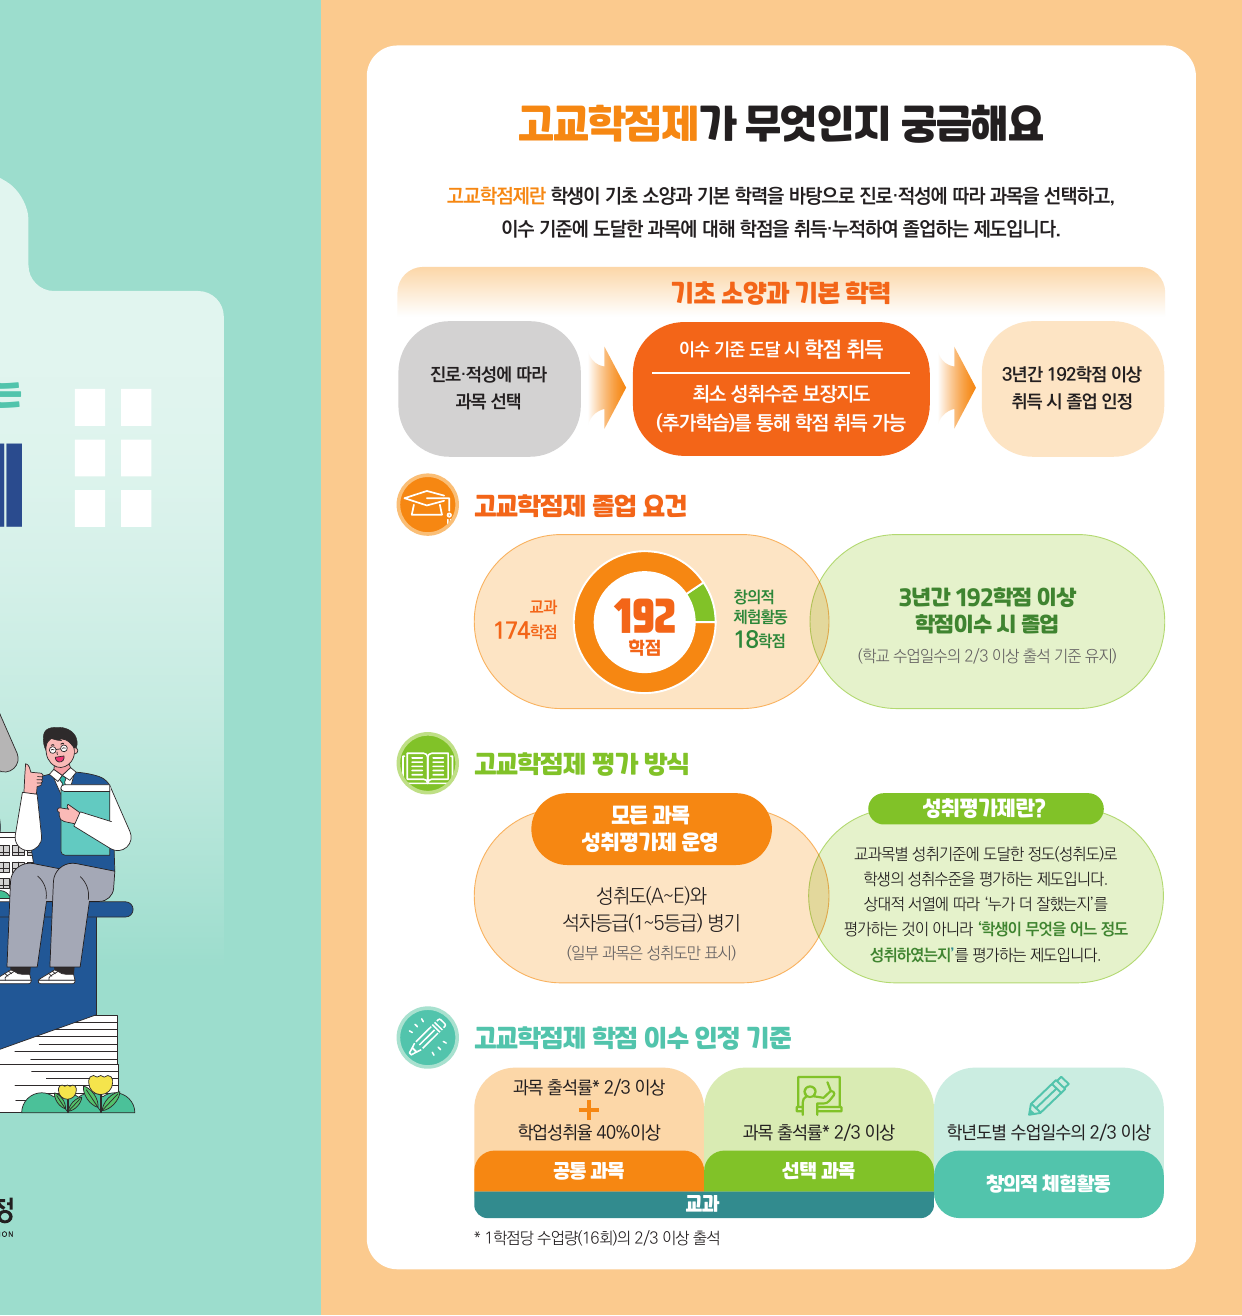 고교학점제가 무엇인지 궁금해요
고교학점제란 학생이 기초 소양과 기본 학력을 바탕으로 진로·적성에 따라 과목을 선택하고,
이수 기준에 도달한 과목에 대해 학점을 취득·누적하여 졸업하는 제도입니다.
기초 소양과 기본 학력
진로·적성에 따라
과목 선택
이수 기준 도달 시 학점 취득
최소 성취수준 보장지도
(추가학습)를 통해 학점 취득 가능
3년간 192학점 이상
취득 시 졸업 인정
고교학점제 졸업 요건
교과
174학점
192
학점
창의적
체험활동
18학점
3년간 192학점 이상
학점이수 시 졸업
(학교 수업일수의 2/3 이상 출석 기준 유지)
고교학점제 평가 방식
모든 과목
성취평가제 운영
성취도(A~E)와
석차등급(1~5등급) 병기
(일부 과목은 성취도만 표시)
성취평가제란?
교과목별 성취기준에 도달한 정도(성취도)로
학생의 성취수준을 평가하는 제도입니다.
상대적 서열에 따라 ‘누가 더 잘했는지’를
평가하는 것이 아니라 ‘학생이 무엇을 어느 정도
성취하였는지’를 평가하는 제도입니다.
고교학점제 학점 이수 인정 기준
과목 출석률* 2/3 이상
+
학업성취율 40%이상
공통 과목
과목 출석률* 2/3 이상
선택 과목
교과
학년도별 수업일수의 2/3 이상
창의적 체험활동
* 1학점당 수업량(16회)의 2/3 이상 출석
정
ION